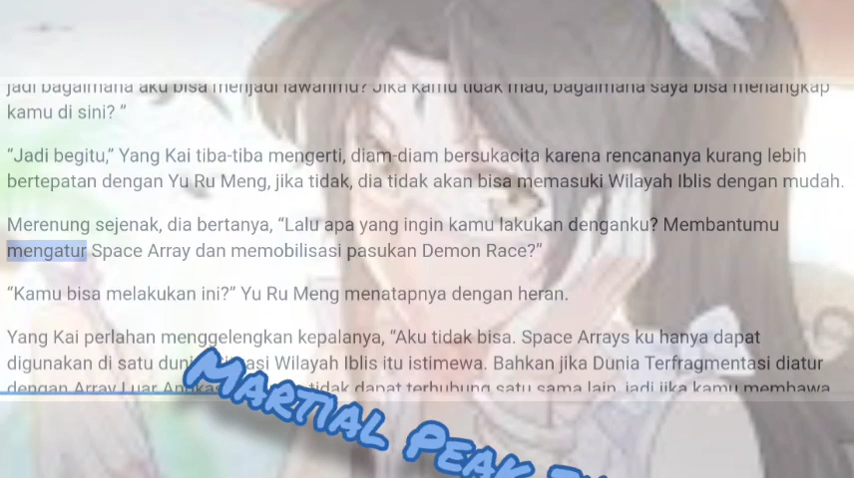 jadi bagaimana aku bisa menjadi lawanmu? Jika kamu tidak mau, bagaimana saya bisa menangkap
kamu di sini? ”
“Jadi begitu,” Yang Kai tiba-tiba mengerti, diam-diam bersukacita karena rencananya kurang lebih
bertepatan dengan Yu Ru Meng, jika tidak, dia tidak akan bisa memasuki Wilayah Iblis dengan mudah.
Merenung sejenak, dia bertanya, “Lalu apa yang ingin kamu lakukan denganku? Membantumu
mengatur Space Array dan memobilisasi pasukan Demon Race?”
“Kamu bisa melakukan ini?” Yu Ru Meng menatapnya dengan heran.
Yang Kai perlahan menggelengkan kepalanya, “Aku tidak bisa. Space Arrays ku hanya dapat
digunakan di satu Wilayah Iblis itu istimewa. Bahkan jika Dunia Terfragmentasi diatur
dengan Array Luar tidak dapat terhubung satu sama lain, jadi jika kamu membawa
MARTIAL PEAK